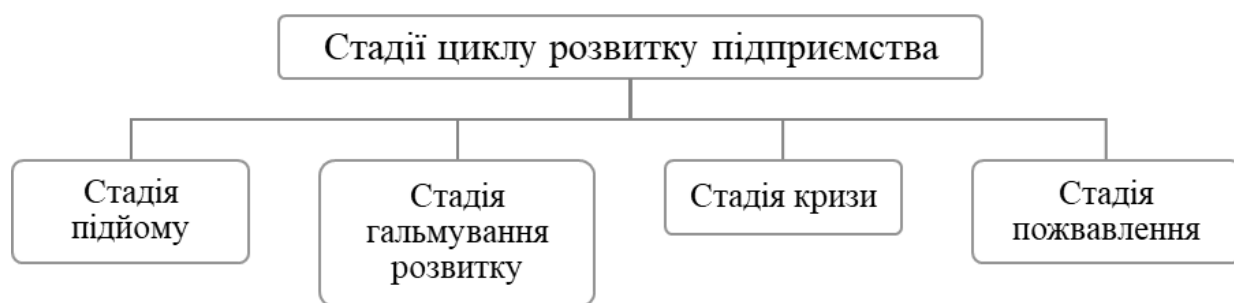 Стадії циклу розвитку підприємства
Стадія
підйому
Стадія
гальмування
розвитку
Стадія кризи
Стадія
пожвавлення